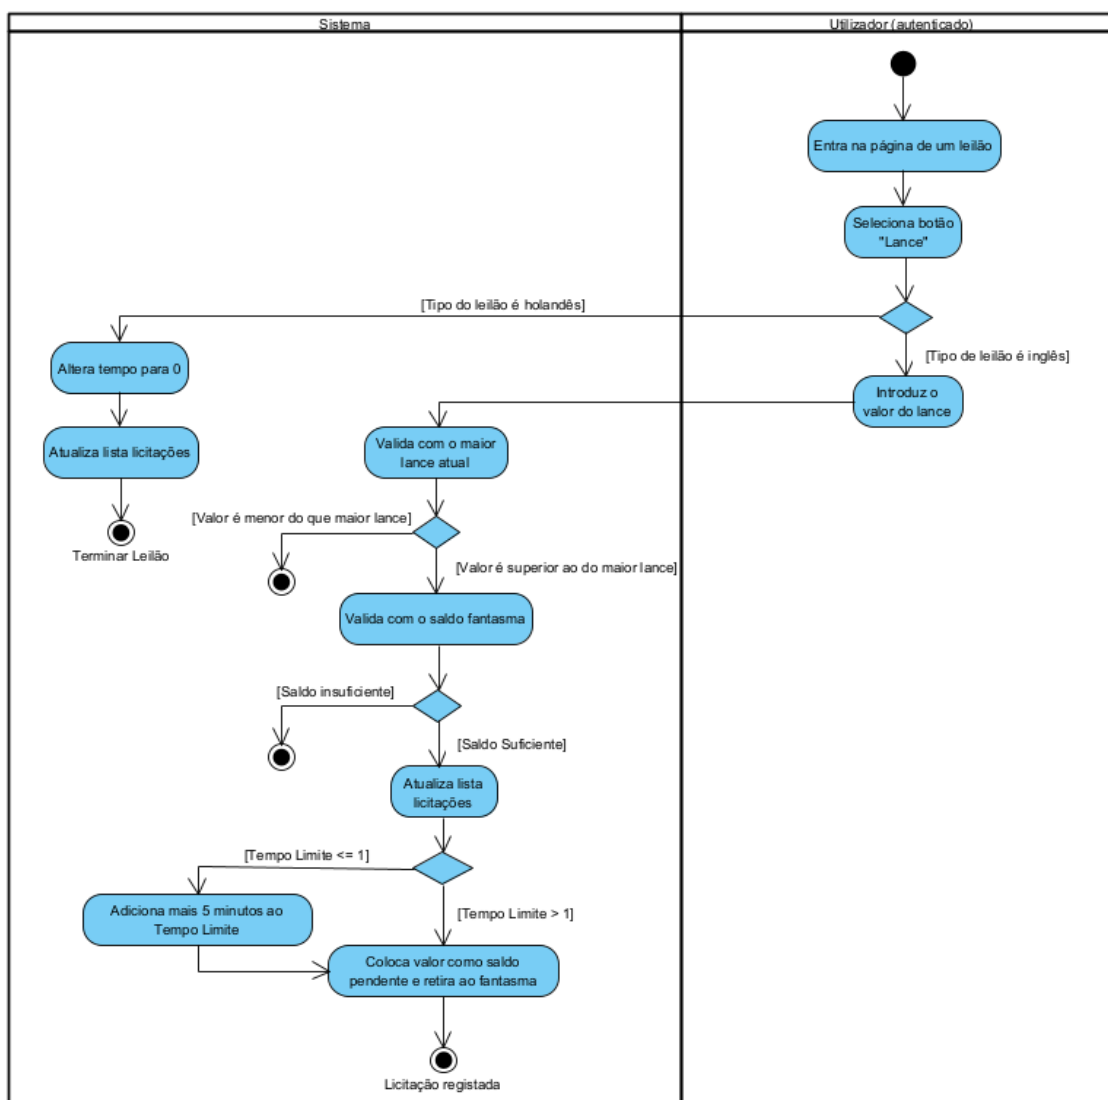 Sistema
Utilizador (autenticado)
Entra na página de um leilão
Seleciona botão
"Lance"
[Tipo do leilão é holandês]
[Tipo de leilão é inglês]
Altera tempo para 0
Introduz o
valor do lance
Atualiza lista licitações
Valida com o maior
lance atual
[Valor é menor do que maior lance]
Terminar Leilão
[Valor é superior ao do maior lance]
Valida com o saldo fantasma
[Saldo insuficiente]
[Saldo Suficiente]
Atualiza lista
licitações
[Tempo Limite <= 1]
Adiciona mais 5 minutos ao
Tempo Limite
[Tempo Limite > 1]
Coloca valor como saldo
pendente e retira ao fantasma
Licitação registada